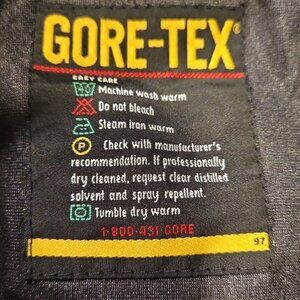 GORE-TEX®
EASY CARE
Machine wash warm
Do not bleach
Steam iron warm
P Check with manufacturer's
recommendation. If professionally
dry cleaned, request clear distilled
solvent and spray repellent.
Tumble dry warm
1-800-431-GORE
97